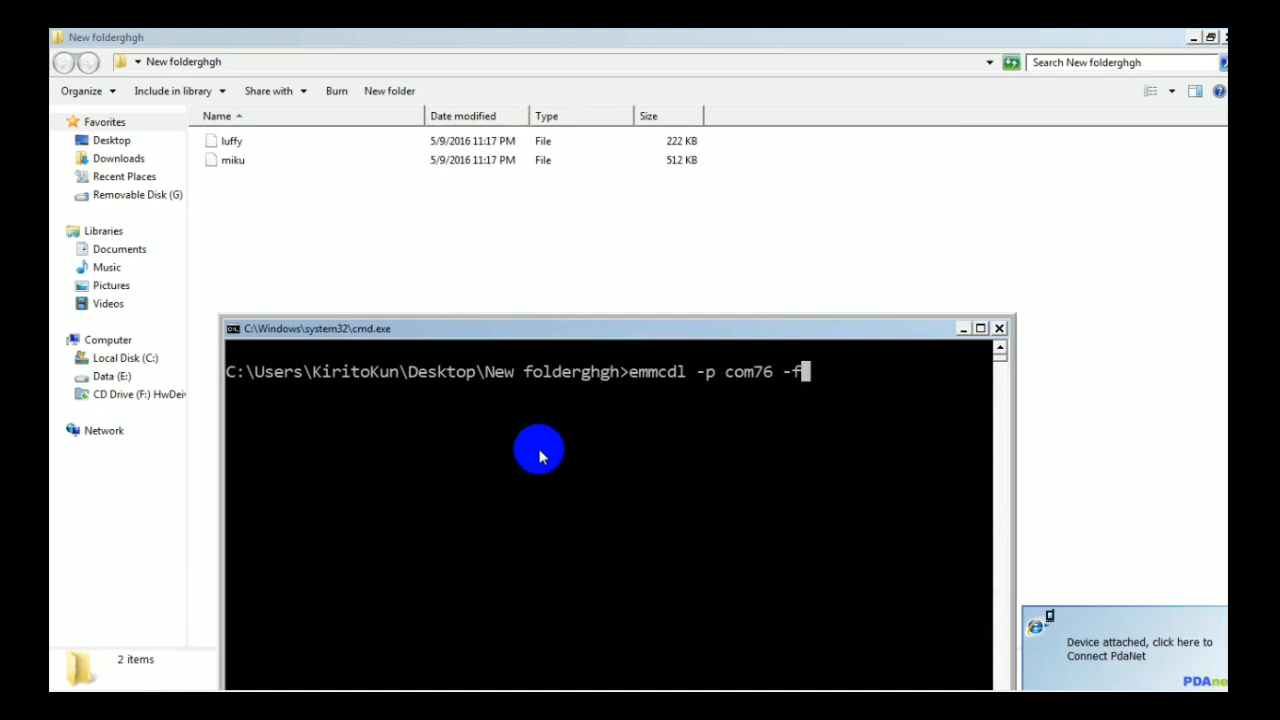 New folderghgh
New folderghgh
Search New folderghgh
Organize Include in library Share with Burn New folder
Name Date modified Type Size
Favorites
Desktop
Downloads
Recent Places
Removable Disk (G)
Libraries
Documents
Music
Pictures
Videos
Computer
Local Disk (C:)
Data (E:)
CD Drive (F:) HwDei
Network
luffy 5/9/2016 11:17 PM File 222 KB
miku 5/9/2016 11:17 PM File 512 KB
C:\Windows\system32\cmd.exe
C:\Users\KiritoKun\Desktop\New folderghgh>emmcdl -p com76 -f
2 items
Device attached, click here to
Connect PdaNet
PDAne